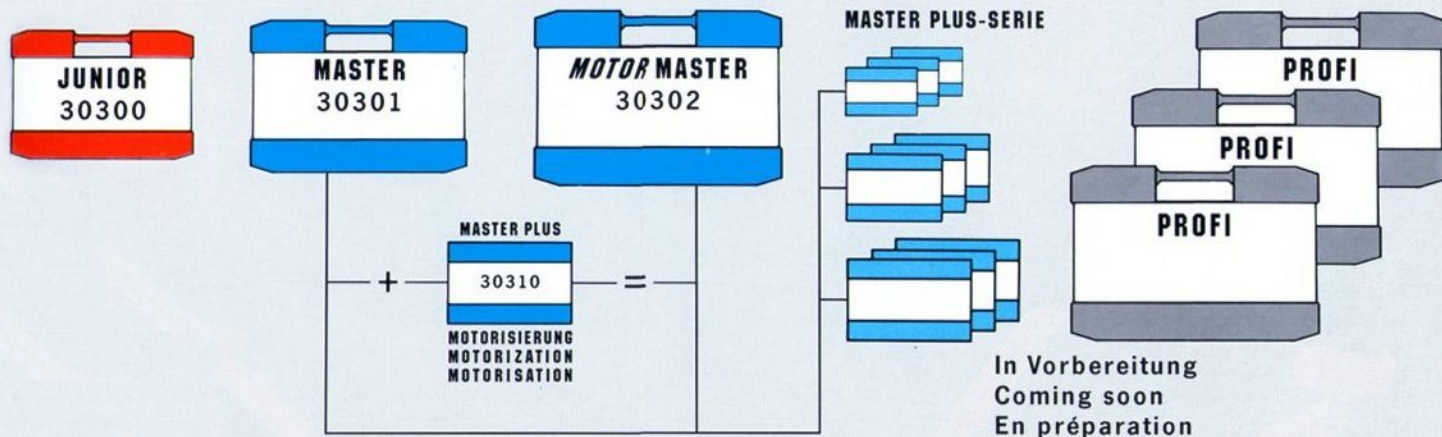 JUNIOR
30300
MASTER
30301
MOTOR MASTER
30302
MASTER PLUS
+
30310
=
MOTORISIERUNG
MOTORIZATION
MOTORISATION
MASTER PLUS-SERIE
PROFI
PROFI
PROFI
In Vorbereitung
Coming soon
En préparation